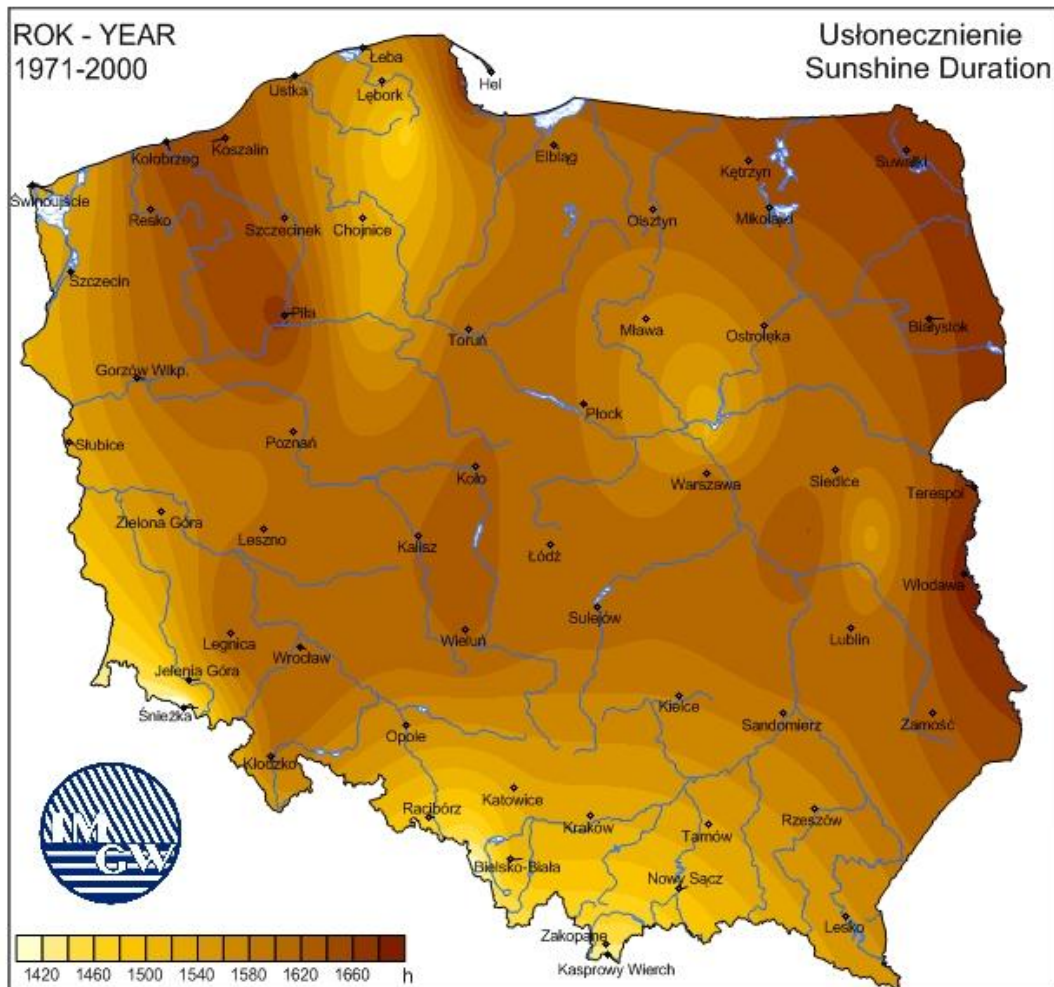 ROK - YEAR
1971-2000
Usłonecznienie
Sunshine Duration
Łeba
Hel
Ustka
Lębork
Koszalin
Kołobrzeg
Elbląg
Kętrzyn
Suwałki
Świnoujście
Resko
Szczecinek
Chojnice
Olsztyn
Mikołajki
Szczecin
Piła
Toruń
Mława
Ostrołęka
Białystok
Gorzów Wlkp.
Płock
Słubice
Poznań
Koło
Warszawa
Siedlce
Terespol
Zielona Góra
Leszno
Kalisz
Łódź
Włodawa
Sulejów
Legnica
Wrocław
Wieluń
Lublin
Jelenia Góra
Śnieżka
Kielce
Sandomierz
Zamość
Opole
Kłoczko
Racibórz
Katowice
Kraków
Tarnów
Rzeszów
Bielsko-Biała
Nowy Sącz
Lesko
Zakopane
Kasprowy Wierch
IM
GW
1420 1460 1500 1540 1580 1620 1660 h